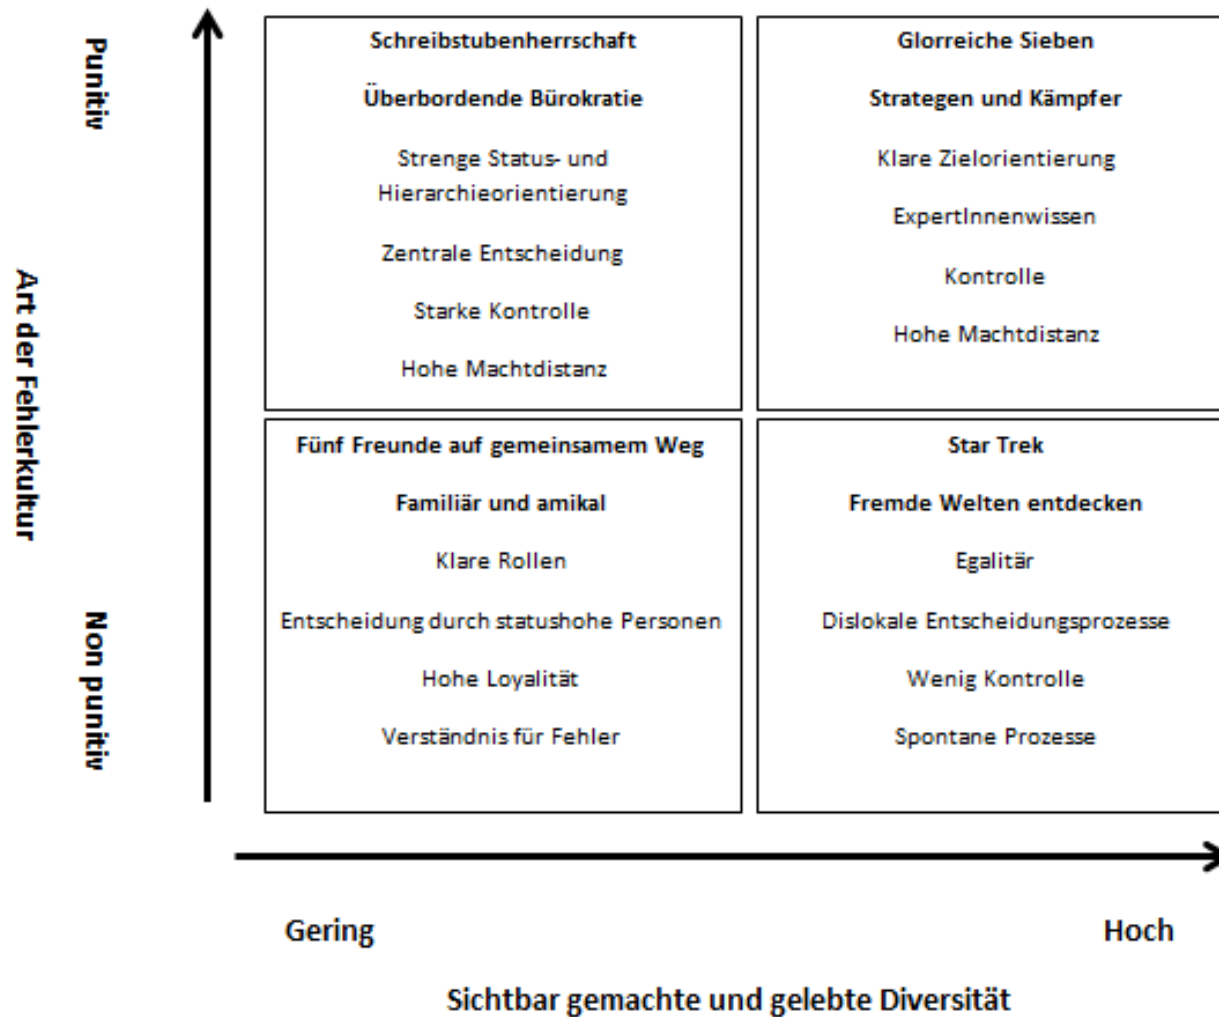 Punitiv
Art der Fehlerkultur
Non punitiv
Schreibstubenherrschaft
Überbordende Bürokratie
Strenge Status- und
Hierarchieorientierung
Zentrale Entscheidung
Starke Kontrolle
Hohe Machtdistanz
Glorreiche Sieben
Strategen und Kämpfer
Klare Zielorientierung
ExpertInnenwissen
Kontrolle
Hohe Machtdistanz
Fünf Freunde auf gemeinsamem Weg
Familiär und amikal
Klare Rollen
Entscheidung durch statushohe Personen
Hohe Loyalität
Verständnis für Fehler
Star Trek
Fremde Welten entdecken
Egalitär
Dislokale Entscheidungsprozesse
Wenig Kontrolle
Spontane Prozesse
Gering
Hoch
Sichtbar gemachte und gelebte Diversität